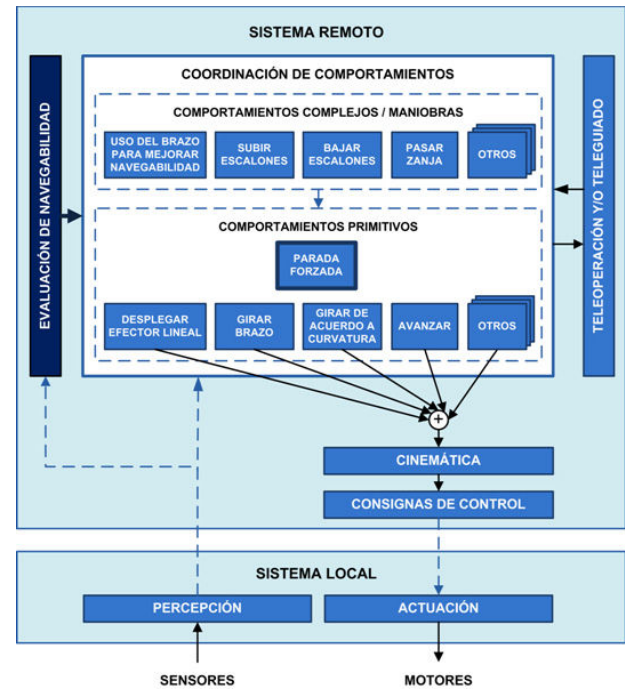 SISTEMA REMOTO
EVALUACIÓN DE NAVEGABILIDAD
COORDINACIÓN DE COMPORTAMIENTOS
COMPORTAMIENTOS COMPLEJOS / MANIOBRAS
USO DEL BRAZO
PARA MEJORAR
NAVEGABILIDAD
SUBIR
ESCALONES
BAJAR
ESCALONES
PASAR
ZANJA
OTROS
COMPORTAMIENTOS PRIMITIVOS
PARADA
FORZADA
DESPLEGAR
EFECTOR LINEAL
GIRAR
BRAZO
GIRAR DE
ACUERDO A
CURVATURA
AVANZAR
OTROS
TELEOPERACIÓN Y/O TELEGUIADO
+
CINEMÁTICA
CONSIGNAS DE CONTROL
SISTEMA LOCAL
PERCEPCIÓN
ACTUACIÓN
SENSORES
MOTORES